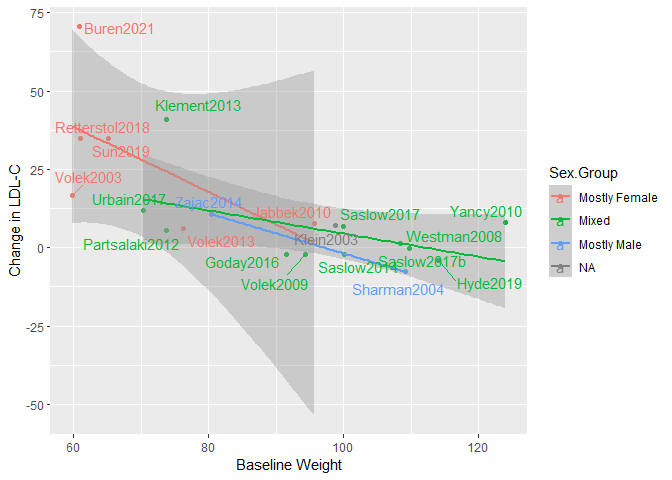 75
50
25
0
-25
-50
Change in LDL-C
Buren2021
Klement2013
Retterstol2018
Sun2019
Volek2003
Urbain2017
Zajac2014
Jabbek2010
Saslow2017
Yancy2010
Partsalak2012
Volek2013
Klein2003
Westman2008
Goday2016
Saslow2017b
Volek2009
Hyde2019
Sharman2004
60
80
100
120
Baseline Weight
Sex.Group
a Mostly Female
a Mixed
a Mostly Male
a NA